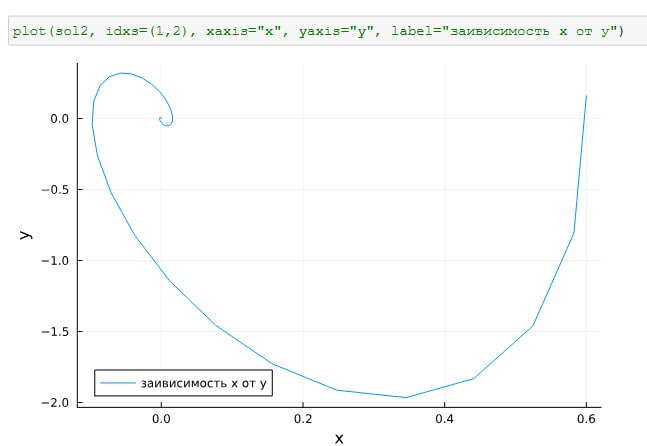 plot(sol2, idxs=(1,2), xaxis="x", yaxis="y", label="заивисимость x от y")
0.0
−0.5
y
−1.0
−1.5
заивисимость x от y
−2.0
0.0 0.2 0.4 0.6
x